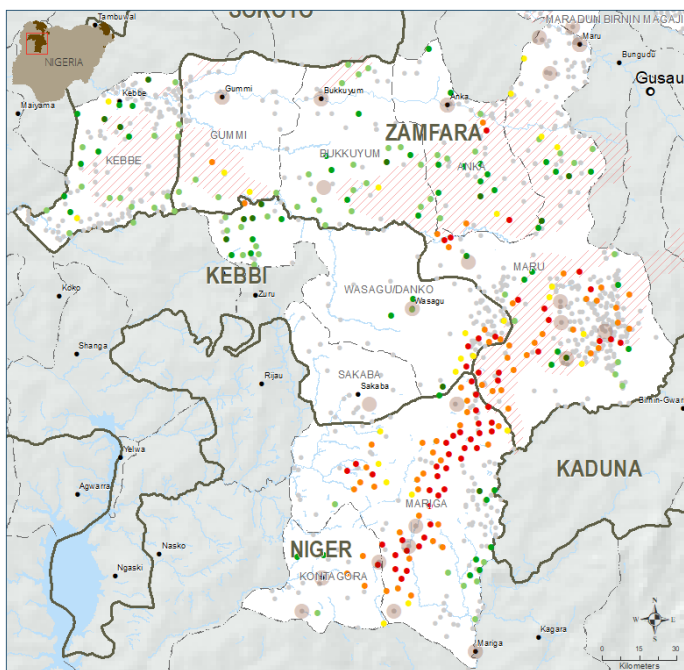 SOKOTO
Tambuwal
MARADUN BIRNIN MAGAJI
NIGERIA
Maru
Bungudu
Gusau
Maiyama
Kebbe
Gummi
Bukkuyum
Anka
GUMMI
ZAMFARA
KEBBE
BUKKUYUM
ANKA
MARU
KEBBI
WASAGU/DANKO
Koko
Zuru
Wasagu
Shanga
SAKABA
Rijau
Sakaba
Birnin-Gwari
Yelwa
KADUNA
Agwarra
MARIGA
NIGER
Nasko
Ngaski
KONTAGORA
N
W E
S
Kagara
Mariga
0 15 30
Kilometers